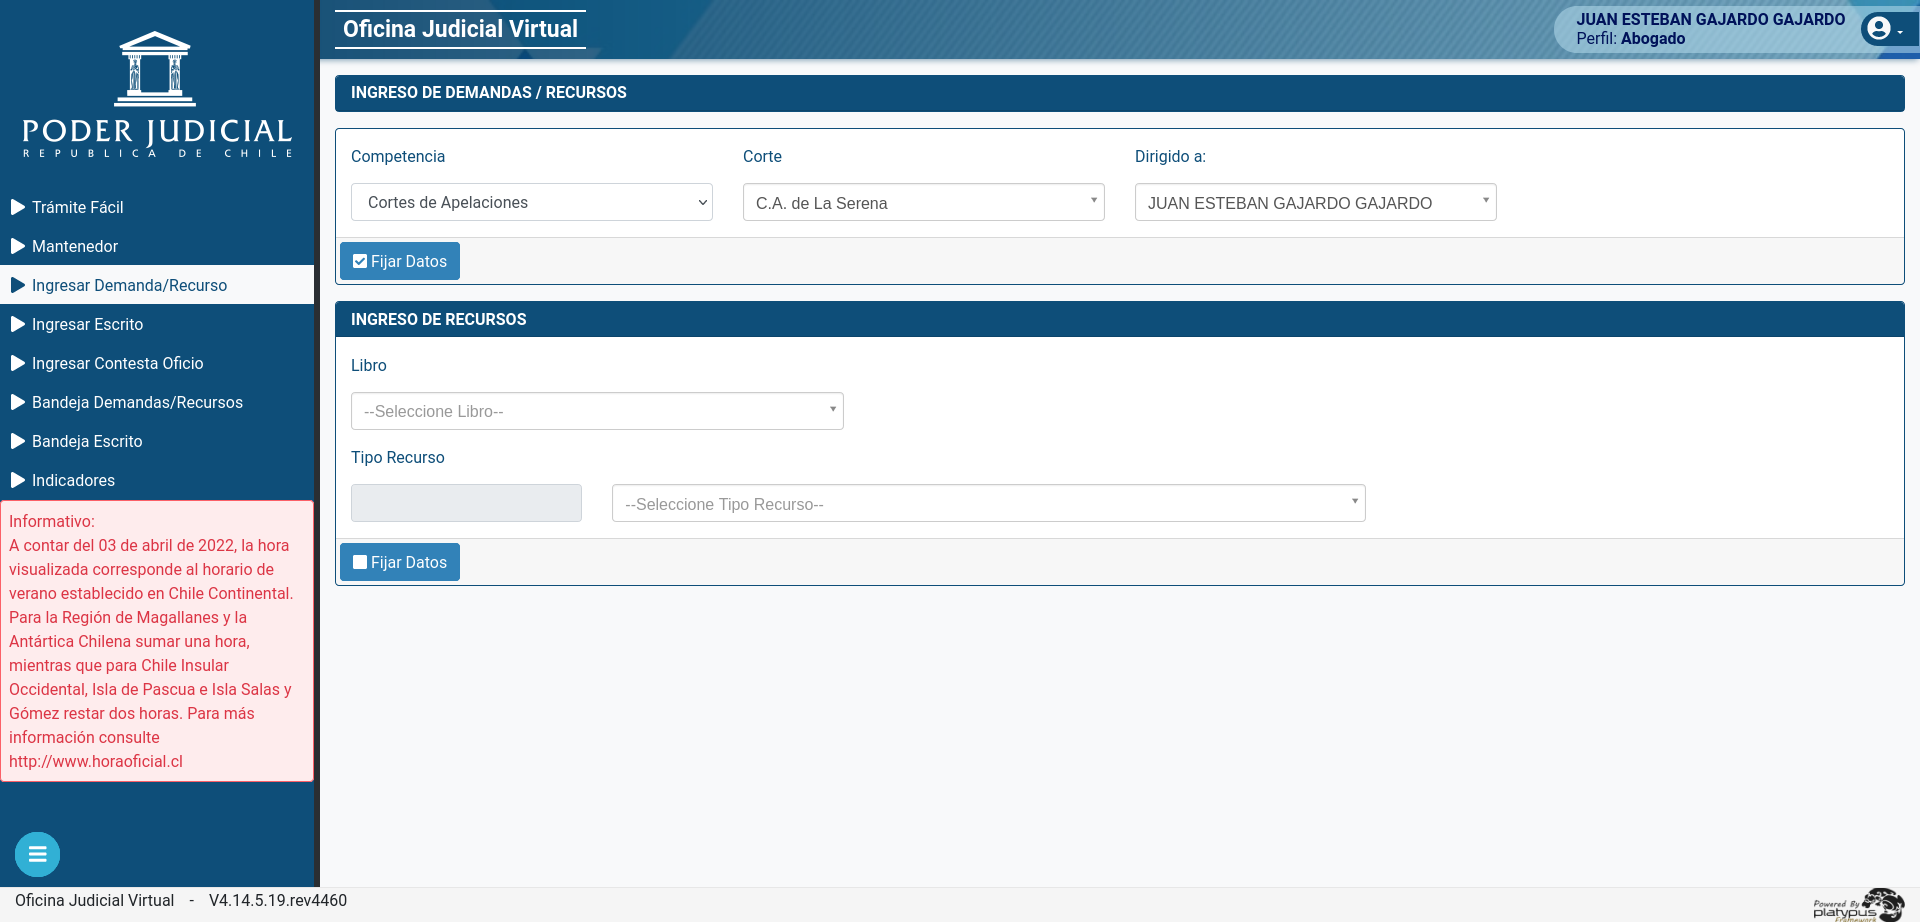 Oficina Judicial Virtual
JUAN ESTEBAN GAJARDO GAJARDO
Perfil: Abogado
PODER JUDICIAL
REPUBLICA DE CHILE
Trámite Fácil
Mantenedor
Ingresar Demanda/Recurso
Ingresar Escrito
Ingresar Contesta Oficio
Bandeja Demandas/Recursos
Bandeja Escrito
Indicadores
Informativo:
A contar del 03 de abril de 2022, la hora
visualizada corresponde al horario de
verano establecido en Chile Continental.
Para la Región de Magallanes y la
Antártica Chilena sumar una hora,
mientras que para Chile Insular
Occidental, Isla de Pascua e Isla Salas y
Gómez restar dos horas. Para más
información consulte
http://www.horaoficial.cl
INGRESO DE DEMANDAS / RECURSOS
Competencia
Corte
Dirigido a:
Cortes de Apelaciones
C.A. de La Serena
JUAN ESTEBAN GAJARDO GAJARDO
Fijar Datos
INGRESO DE RECURSOS
Libro
--Seleccione Libro--
Tipo Recurso
--Seleccione Tipo Recurso--
Fijar Datos
Oficina Judicial Virtual - V4.14.5.19.rev4460
Powered By
platypus
Framework